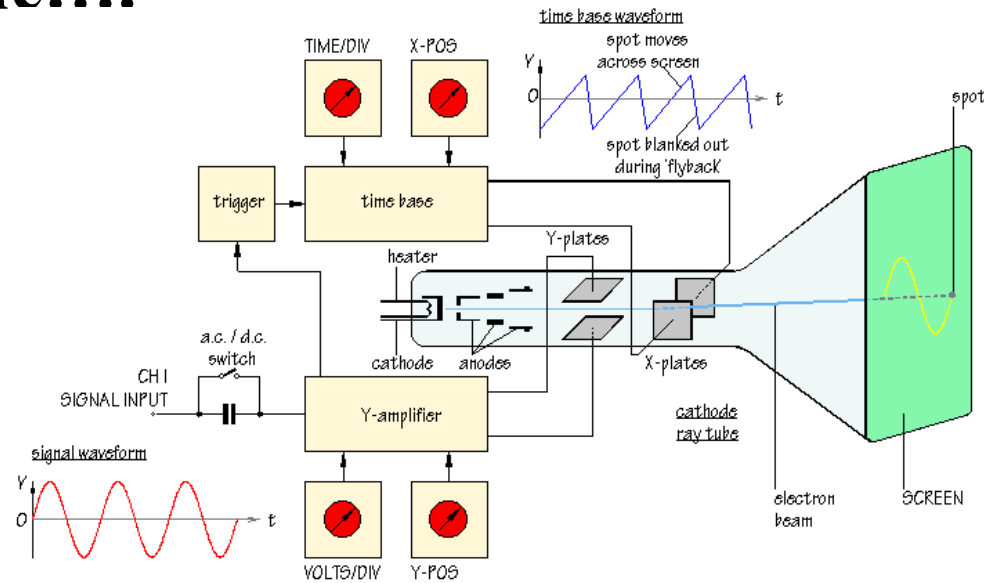 time base waveform
TIME/DIV
X-POS
spot moves
across screen
V
0
t
spot
spot blanked out
during 'flyback'
trigger
time base
Y-plates
heater
cathode
anodes
X-plates
a.c. / d.c.
switch
CH I
SIGNAL INPUT
Y-amplifier
cathode
ray tube
signal waveform
V
0
t
electron
beam
SCREEN
VOLTS/DIV
Y-POS